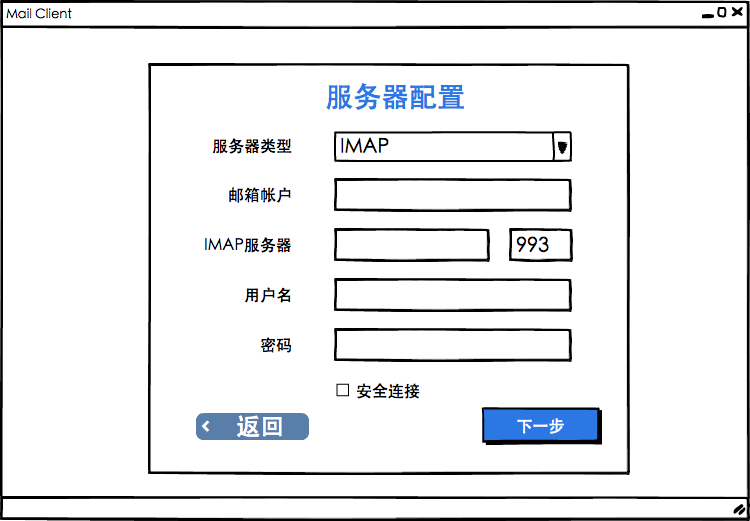 Mail Client
服务器配置
服务器类型 IMAP
邮箱帐户
IMAP服务器 993
用户名
密码
安全连接
返回 下一步